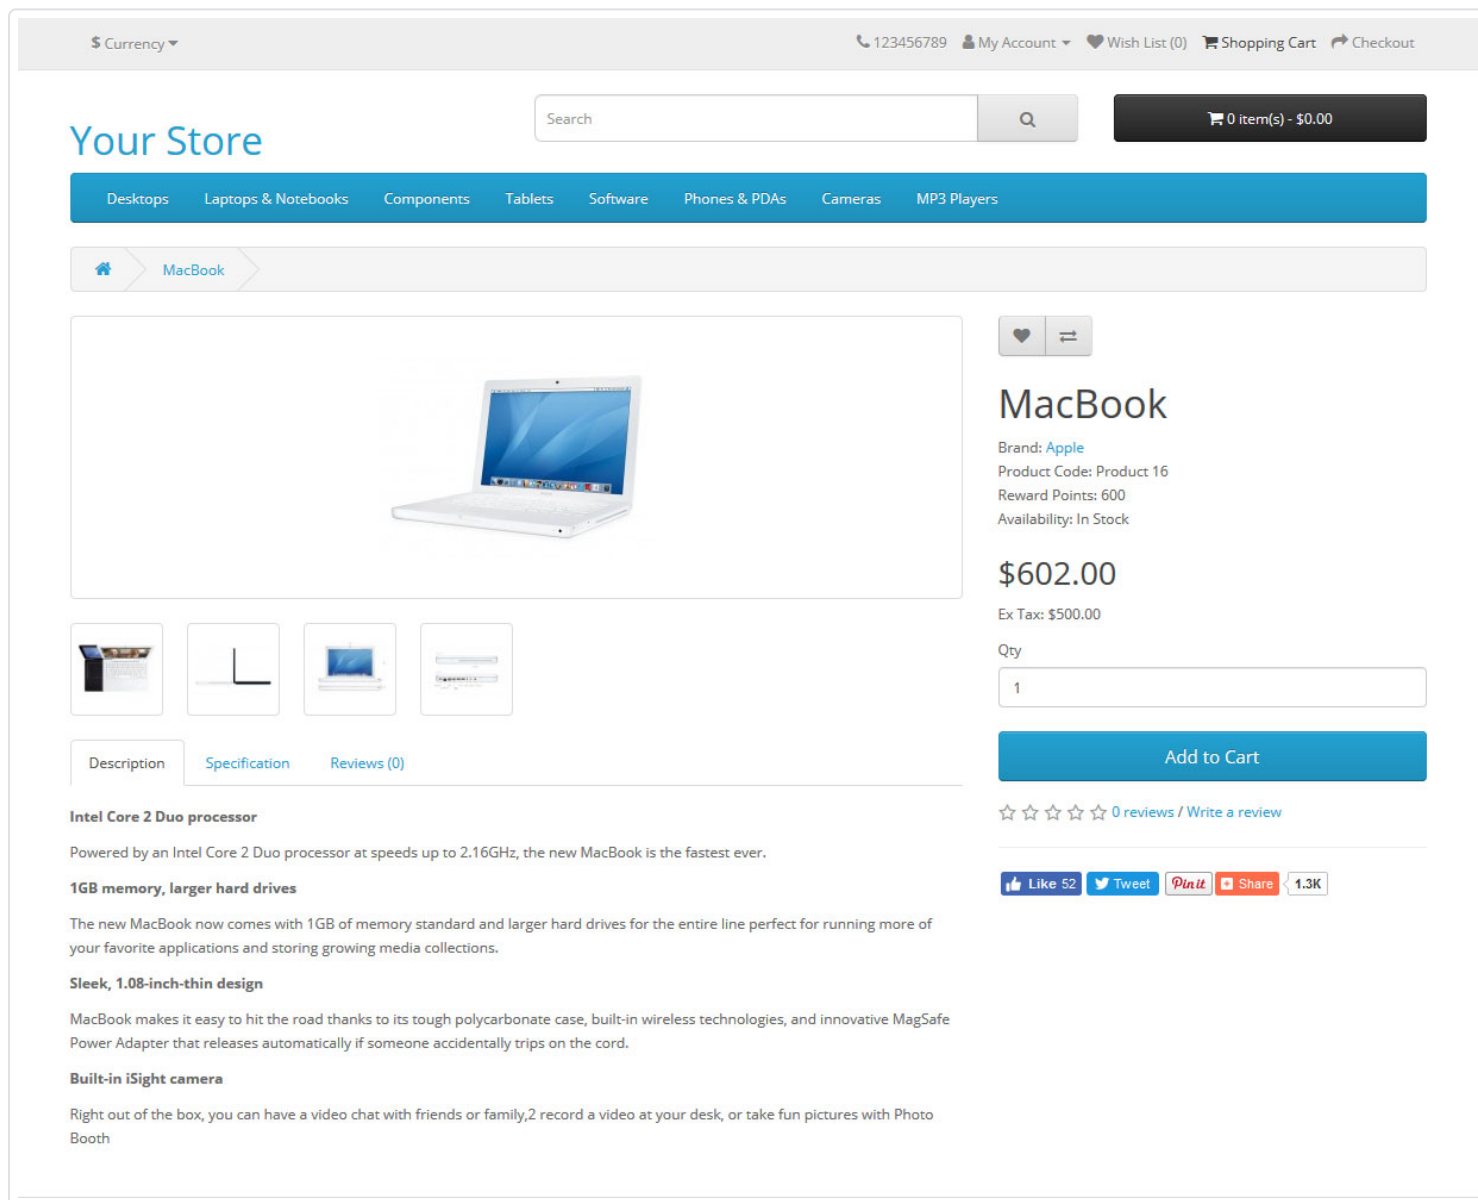 $ Currency
123456789 My Account Wish List (0) Shopping Cart Checkout
Your Store
Search
0 item(s) - $0.00
Desktops Laptops & Notebooks Components Tablets Software Phones & PDAs Cameras MP3 Players
MacBook
MacBook
Brand: Apple
Product Code: Product 16
Reward Points: 600
Availability: In Stock
$602.00
Ex Tax: $500.00
Qty
1
Add to Cart
0 reviews / Write a review
Like 52 Tweet Pin it Share 1.3K
Description Specification Reviews (0)
Intel Core 2 Duo processor
Powered by an Intel Core 2 Duo processor at speeds up to 2.16GHz, the new MacBook is the fastest ever.
1GB memory, larger hard drives
The new MacBook now comes with 1GB of memory standard and larger hard drives for the entire line perfect for running more of
your favorite applications and storing growing media collections.
Sleek, 1.08-inch-thin design
MacBook makes it easy to hit the road thanks to its tough polycarbonate case, built-in wireless technologies, and innovative MagSafe
Power Adapter that releases automatically if someone accidentally trips on the cord.
Built-in iSight camera
Right out of the box, you can have a video chat with friends or family,2 record a video at your desk, or take fun pictures with Photo
Booth